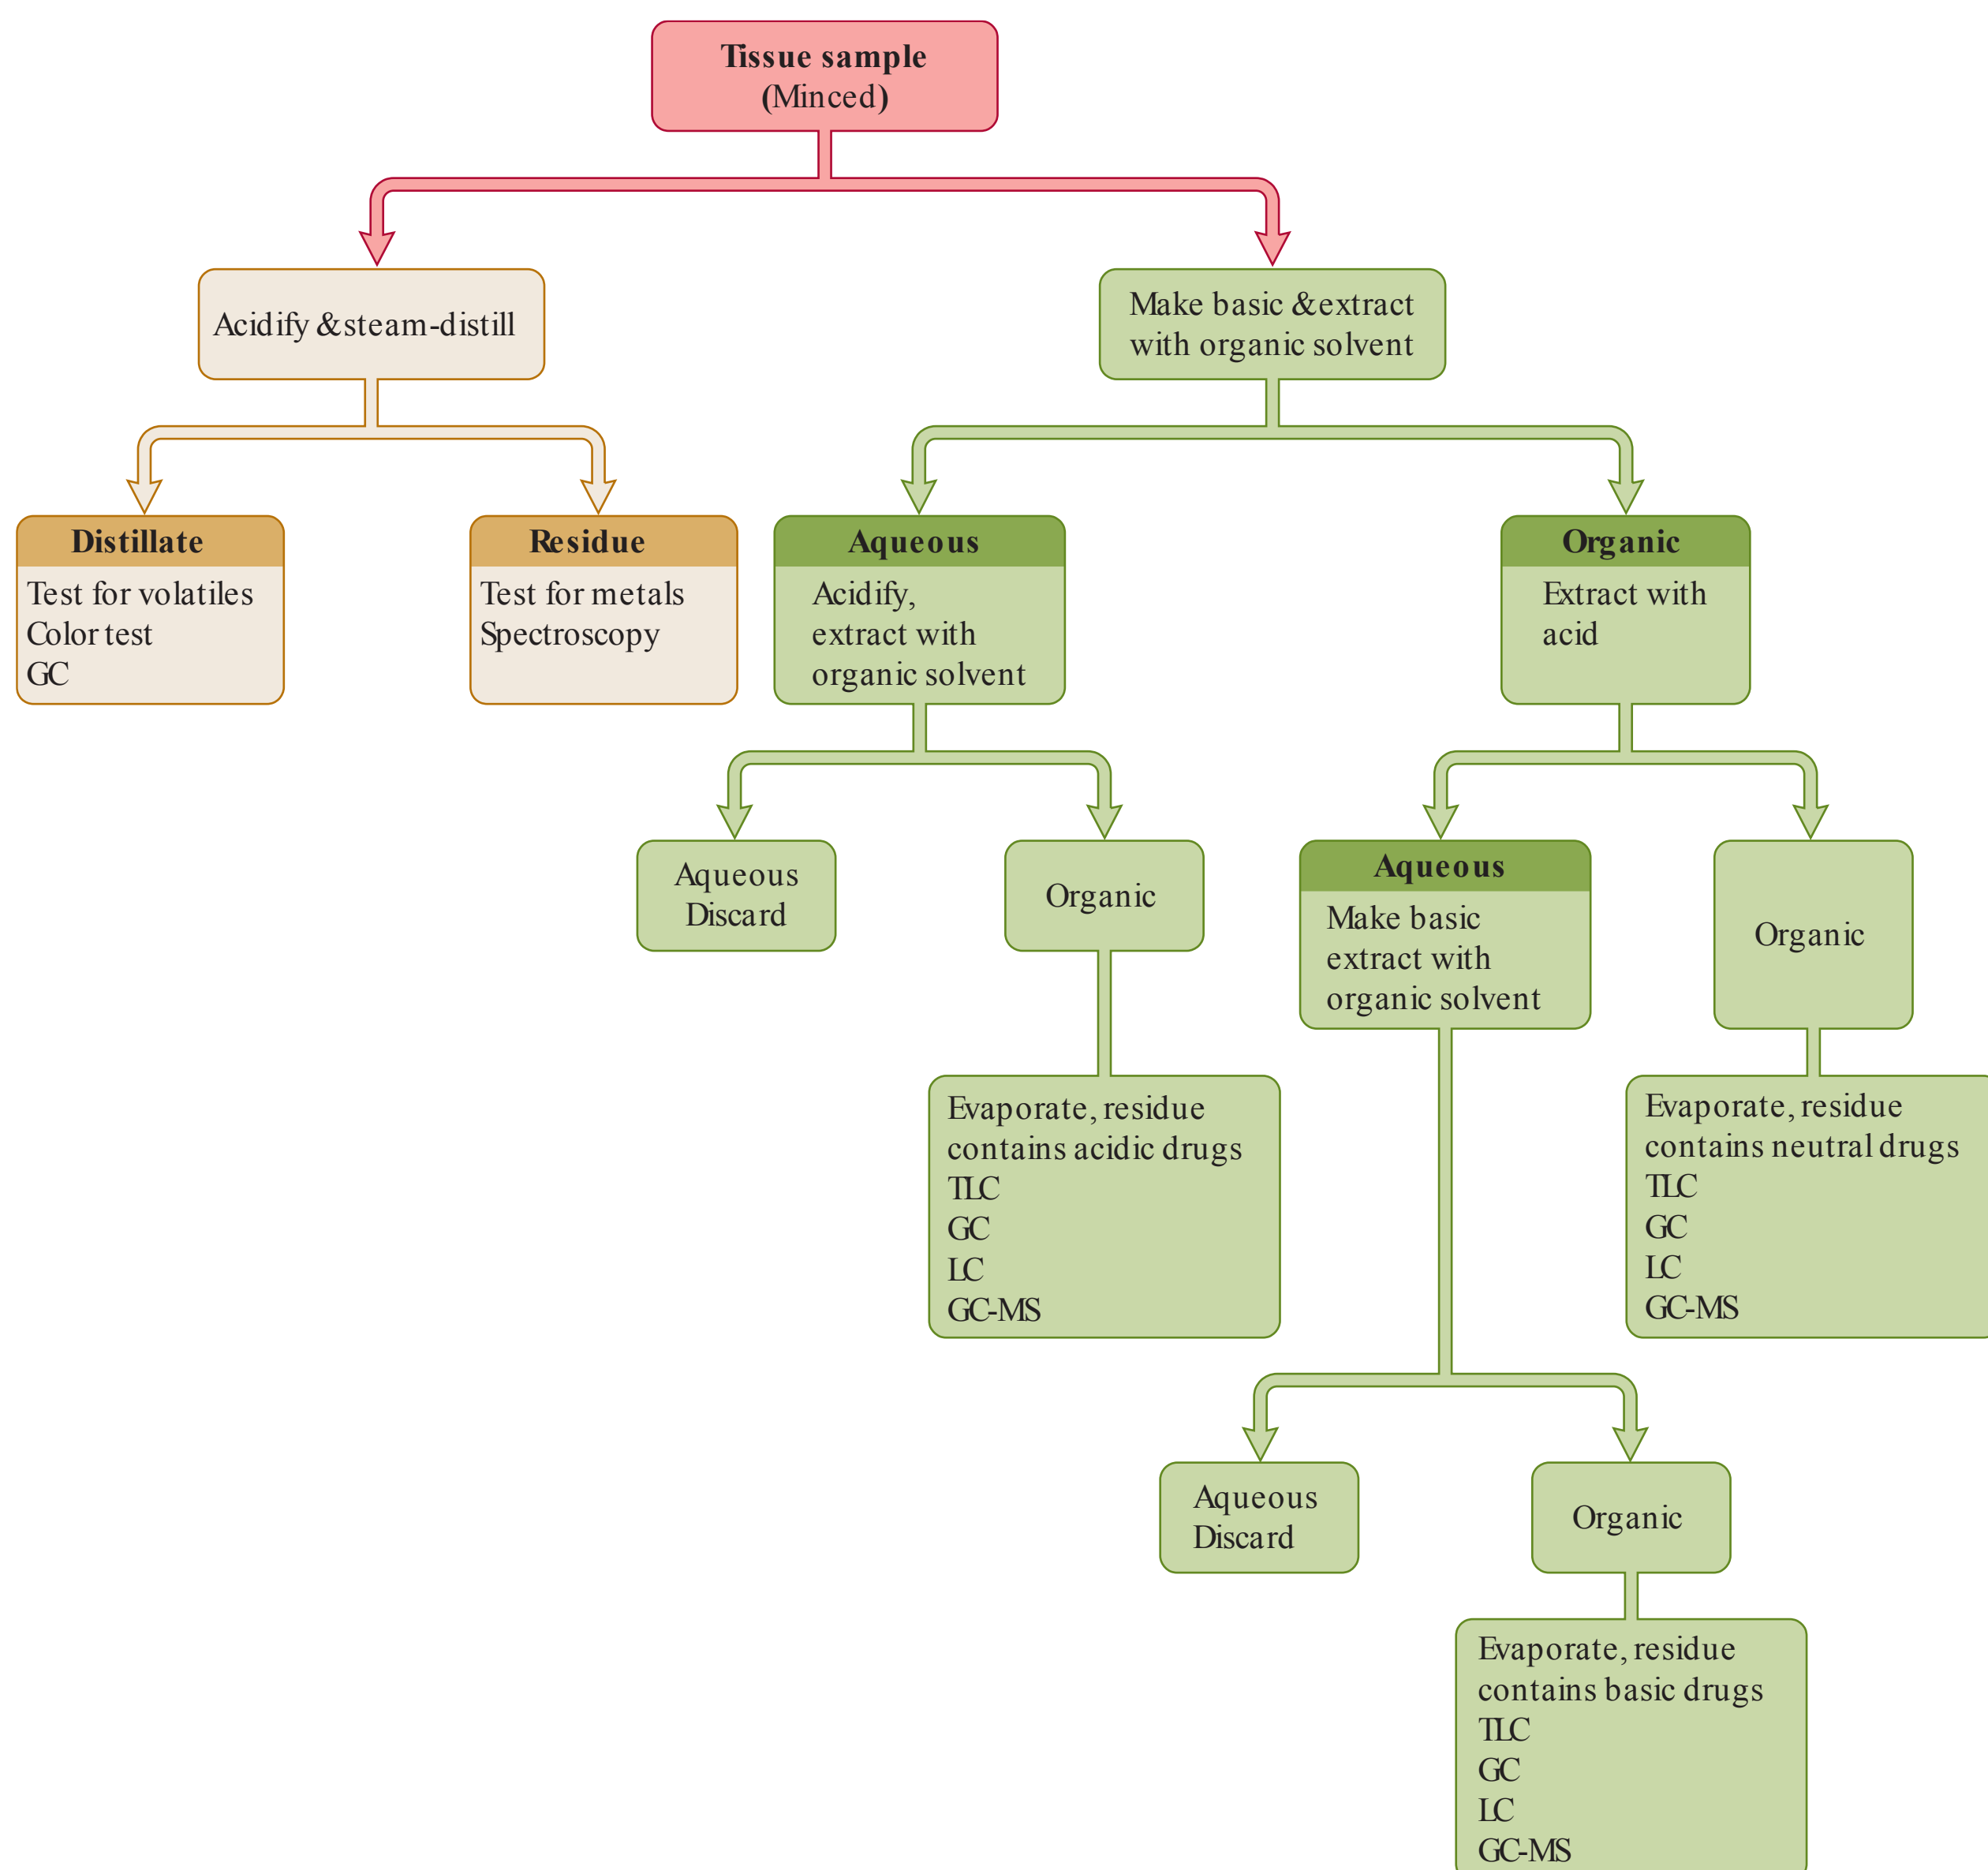 Tissue sample
(Minced)
Acidify & steam-distill
Make basic & extract
with organic solvent
Distillate
Test for volatiles
Color test
GC
Residue
Test for metals
Spectroscopy
Aqueous
Acidify,
extract with
organic solvent
Organic
Extract with
acid
Aqueous
Discard
Organic
Aqueous
Make basic
extract with
organic solvent
Organic
Evaporate, residue
contains acidic drugs
TLC
GC
LC
GC-MS
Evaporate, residue
contains neutral drugs
TLC
GC
LC
GC-MS
Aqueous
Discard
Organic
Evaporate, residue
contains basic drugs
TLC
GC
LC
GC-MS